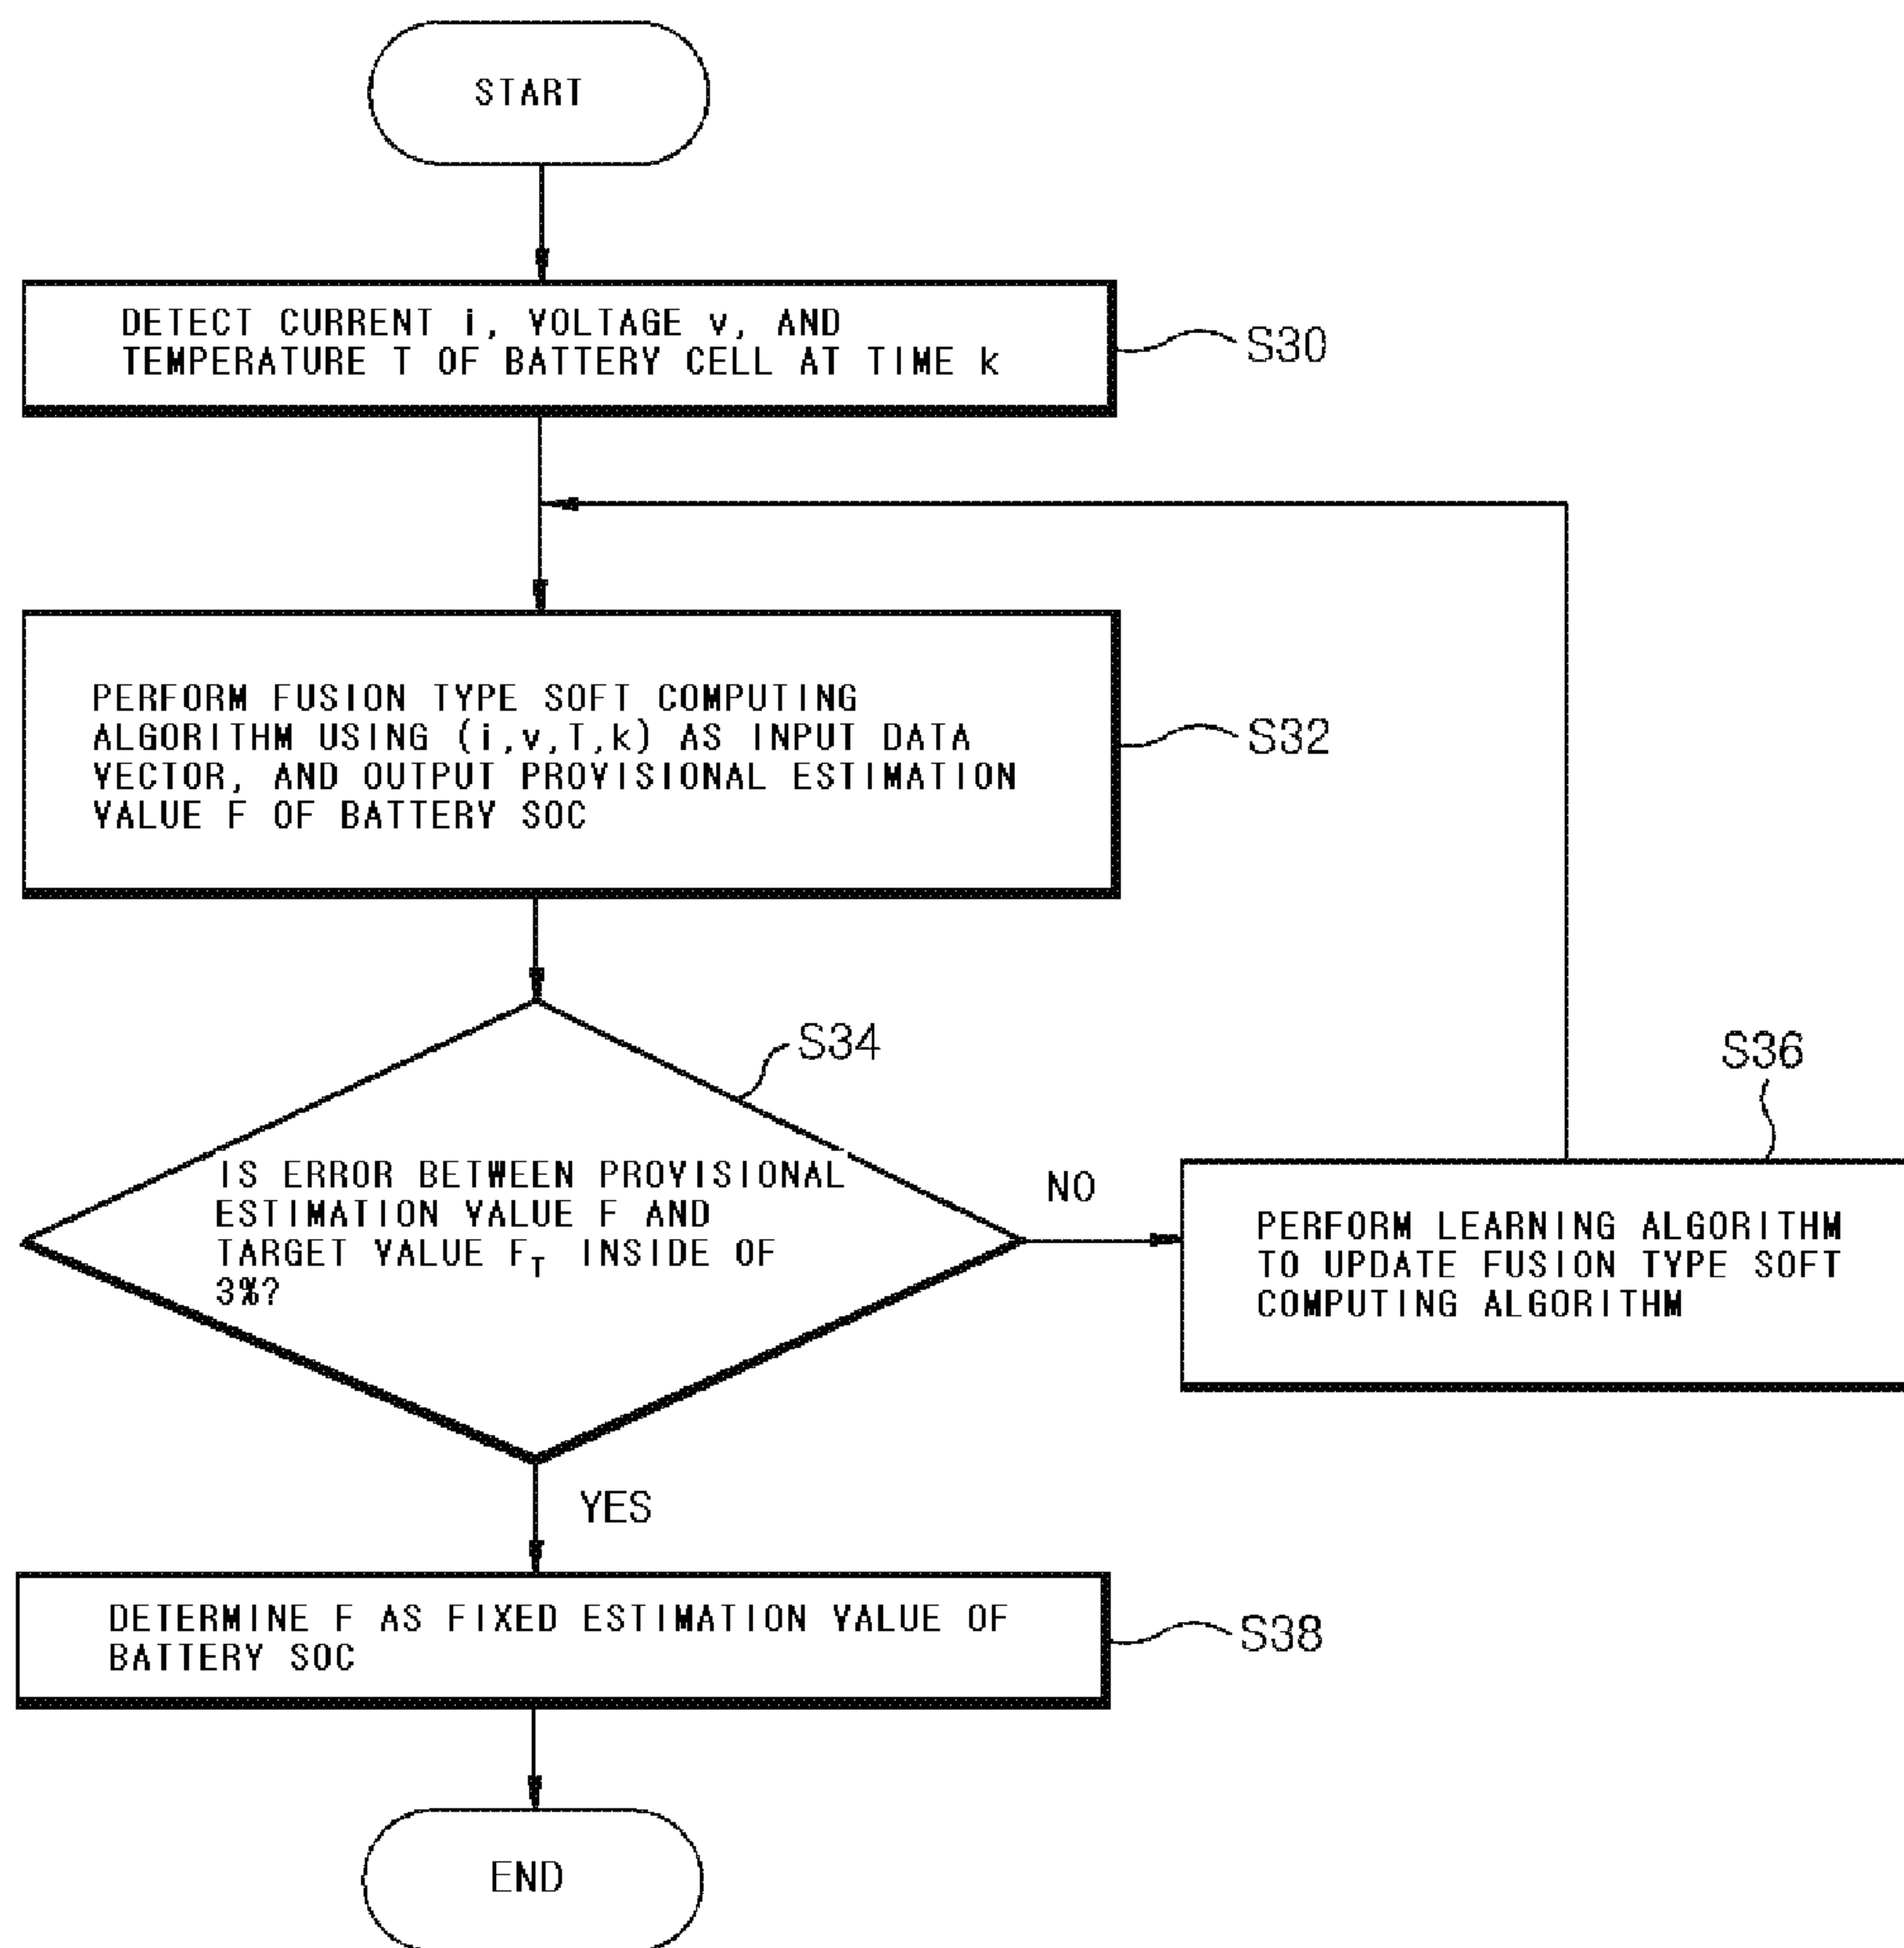 START
DETECT CURRENT i, VOLTAGE v, AND
TEMPERATURE T OF BATTERY CELL AT TIME k
S30
PERFORM FUSION TYPE SOFT COMPUTING
ALGORITHM USING (i,v,T,k) AS INPUT DATA
VECTOR, AND OUTPUT PROVISIONAL ESTIMATION
VALUE F OF BATTERY SOC
S32
S34
IS ERROR BETWEEN PROVISIONAL
ESTIMATION VALUE F AND
TARGET VALUE F_T INSIDE OF
3%?
NO
S36
PERFORM LEARNING ALGORITHM
TO UPDATE FUSION TYPE SOFT
COMPUTING ALGORITHM
YES
DETERMINE F AS FIXED ESTIMATION VALUE OF
BATTERY SOC
S38
END